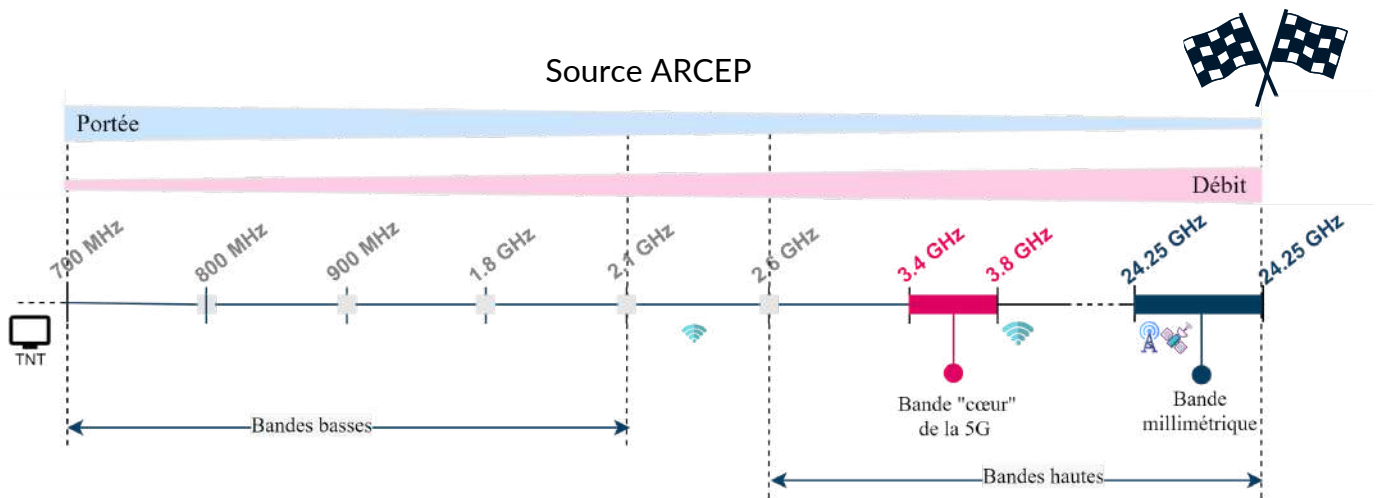 Source ARCEP
Portée
Débit
700 MHz
800 MHz
900 MHz
1.8 GHz
2.1 GHz
2.6 GHz
3.4 GHz
3.8 GHz
24.25 GHz
24.25 GHz
TNT
Bandes basses
Bande "cœur"
de la 5G
Bande
millimétrique
Bandes hautes